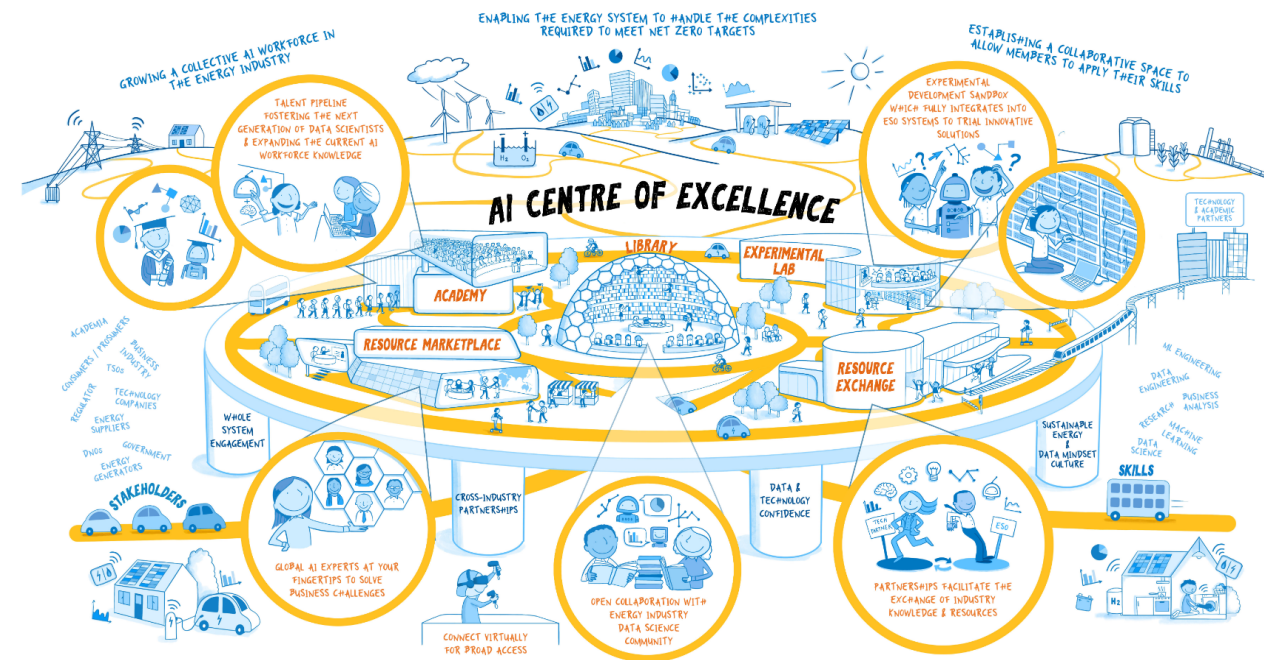 ENABLING THE ENERGY SYSTEM TO HANDLE THE COMPLEXITIES
REQUIRED TO MEET NET ZERO TARGETS
GROWING A COLLECTIVE AI WORKFORCE IN
THE ENERGY INDUSTRY
ESTABLISHING A COLLABORATIVE SPACE TO
ALLOW MEMBERS TO APPLY THEIR SKILLS
TALENT PIPELINE
FOSTERING THE NEXT
GENERATION OF DATA SCIENTISTS
& EXPANDING THE CURRENT AI
WORKFORCE KNOWLEDGE
EXPERIMENTAL
DEVELOPMENT SANDBOX
WHICH FULLY INTEGRATES INTO
ESO SYSTEMS TO TRIAL INNOVATIVE
SOLUTIONS
? ?
H₂ O₂
AI CENTRE OF EXCELLENCE
TECHNOLOGY
& ACADEMIC
PARTNERS
LIBRARY
EXPERIMENTAL
LAB
ACADEMY
RESOURCE MARKETPLACE
RESOURCE
EXCHANGE
ACADEMIA
CONSUMERS / PROSUMERS
BUSINESS
INDUSTRY
TSOs
REGULATOR
TECHNOLOGY
COMPANIES
ENERGY
SUPPLIERS
DNOs
GOVERNMENT
ENERGY
GENERATORS
STAKEHOLDERS
WHOLE
SYSTEM
ENGAGEMENT
CROSS-INDUSTRY
PARTNERSHIPS
DATA &
TECHNOLOGY
CONFIDENCE
SUSTAINABLE
ENERGY
&
DATA MINDSET
CULTURE
ML ENGINEERING
DATA
ENGINEERING
BUSINESS
ANALYSIS
RESEARCH
MACHINE
LEARNING
DATA
SCIENCE
SKILLS
GLOBAL AI EXPERTS AT YOUR
FINGERTIPS TO SOLVE
BUSINESS CHALLENGES
CONNECT VIRTUALLY
FOR BROAD ACCESS
OPEN COLLABORATION WITH
ENERGY INDUSTRY
DATA SCIENCE
COMMUNITY
TECH
PARTNER
ESO
PARTNERSHIPS FACILITATE THE
EXCHANGE OF INDUSTRY
KNOWLEDGE & RESOURCES
H₂